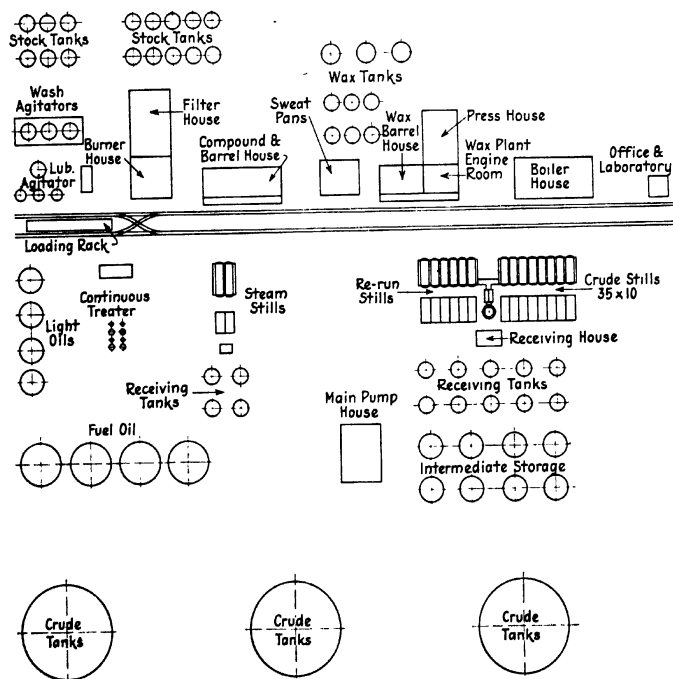 Stock Tanks
Stock Tanks
Wax Tanks
Wash
Agitators
Filter
House
Sweat
Pans
Wax
Barrel
House
Press House
Burner
House
Compound &
Barrel House
Wax Plant
Engine
Room
Boiler
House
Office &
Laboratory
Lub.
Agitator
Loading Rack
Continuous
Treater
Light
Oils
Steam
Stills
Re-run
Stills
Crude Stills
35×10
Receiving House
Receiving
Tanks
Receiving Tanks
Main Pump
House
Fuel Oil
Intermediate Storage
Crude
Tanks
Crude
Tanks
Crude
Tanks